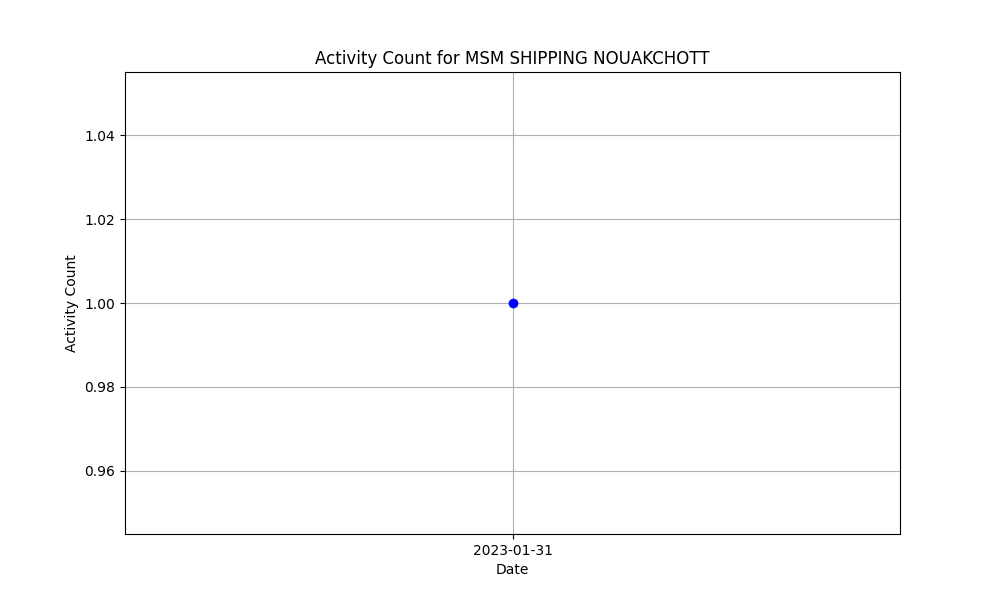 Activity Count for MSM SHIPPING NOUAKCHOTT
1.04
1.02
1.00
0.98
0.96
Activity Count
2023-01-31
Date